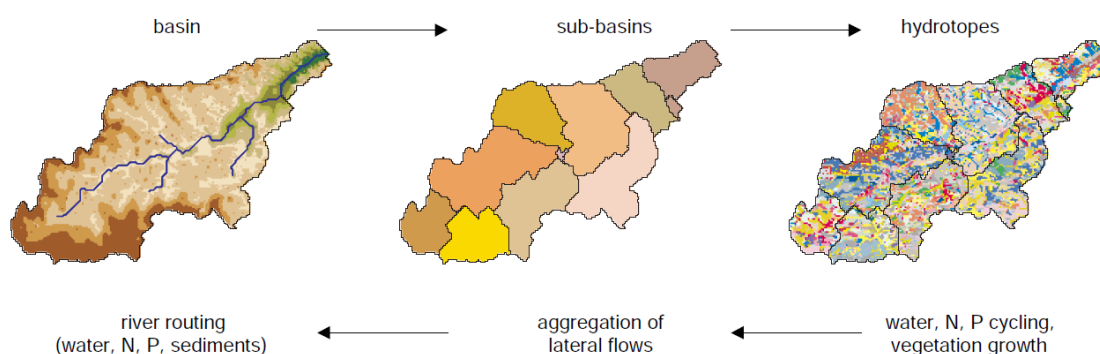 basin
sub-basins
hydrotopes
river routing
(water, N, P, sediments)
aggregation of
lateral flows
water, N, P cycling,
vegetation growth